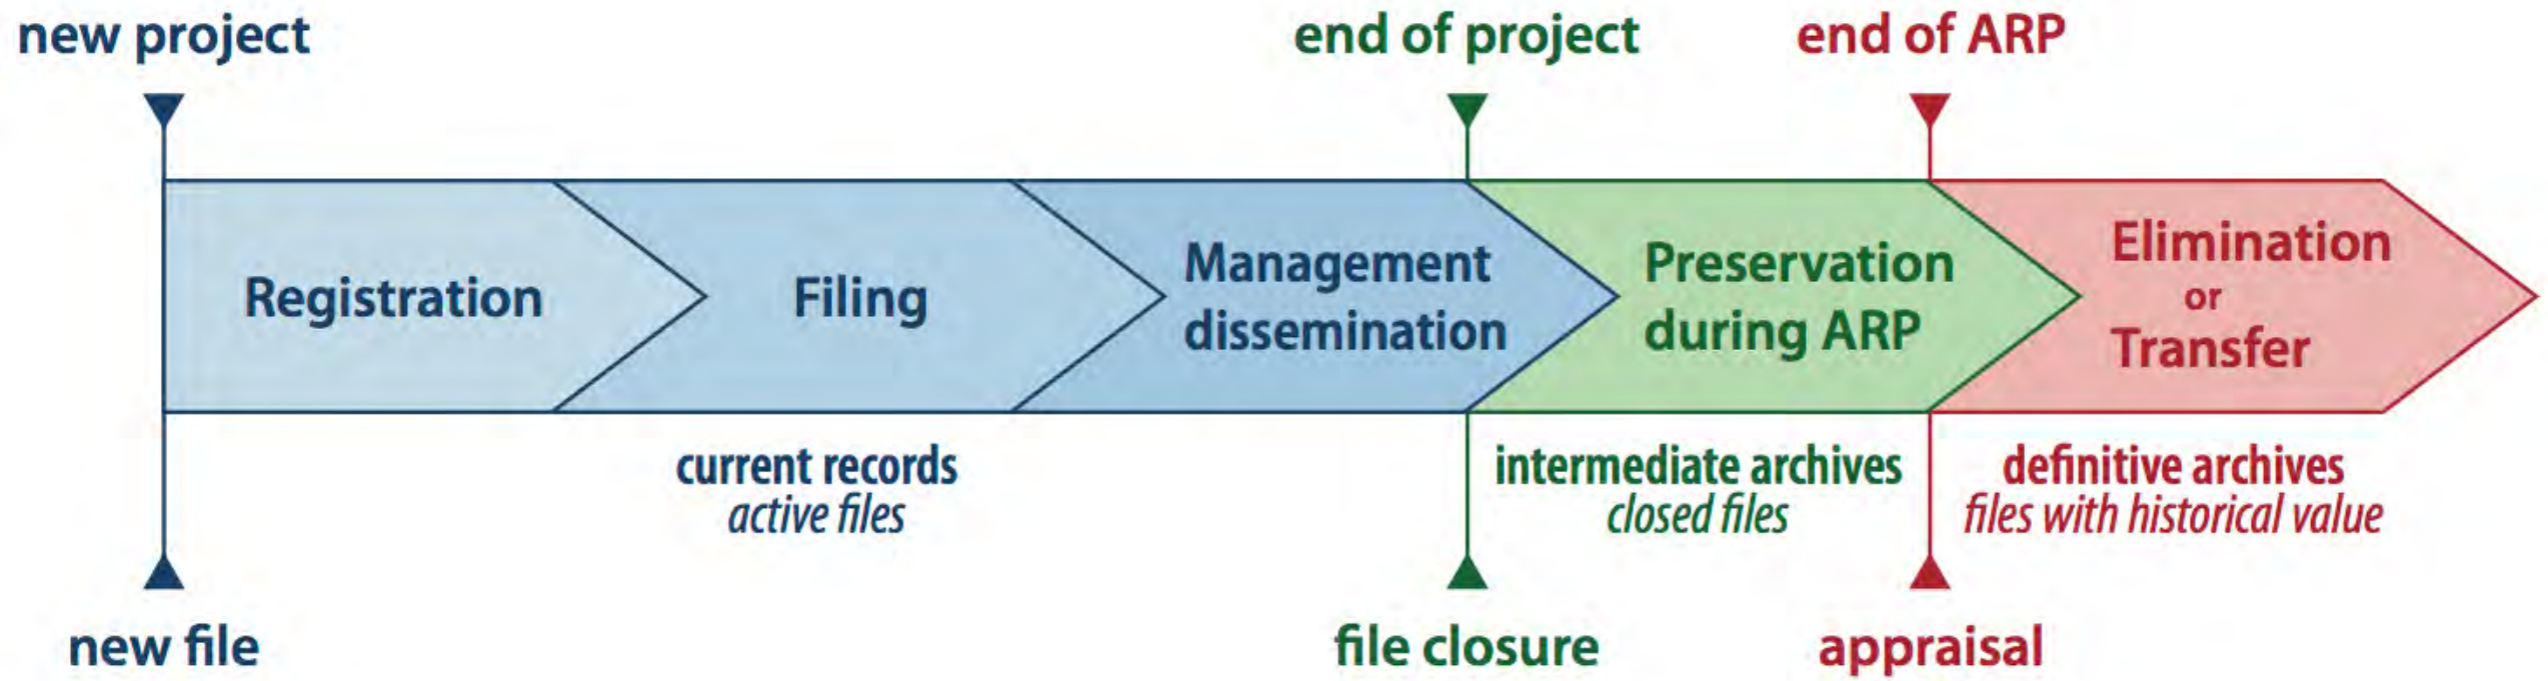 new project
end of project
end of ARP
Registration
Filing
Management
dissemination
Preservation
during ARP
Elimination
or
Transfer
current records
active files
intermediate archives
closed files
definitive archives
files with historical value
new file
file closure
appraisal